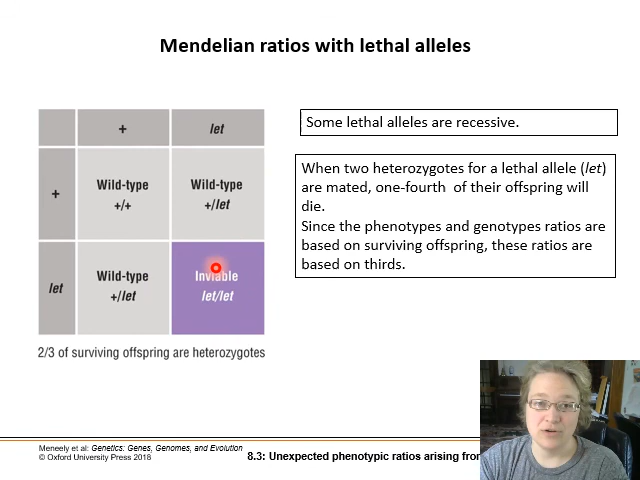 Mendelian ratios with lethal alleles
+ let
Some lethal alleles are recessive.
When two heterozygotes for a lethal allele (let)
are mated, one-fourth of their offspring will
die.
Since the phenotypes and genotypes ratios are
based on surviving offspring, these ratios are
based on thirds.
+ Wild-type Wild-type
+/+ +/let
let Wild-type Inviable
+/let let/let
2/3 of surviving offspring are heterozygotes
Meneely et al: Genetics: Genes, Genomes, and Evolution
© Oxford University Press 2018
8.3: Unexpected phenotypic ratios arising from